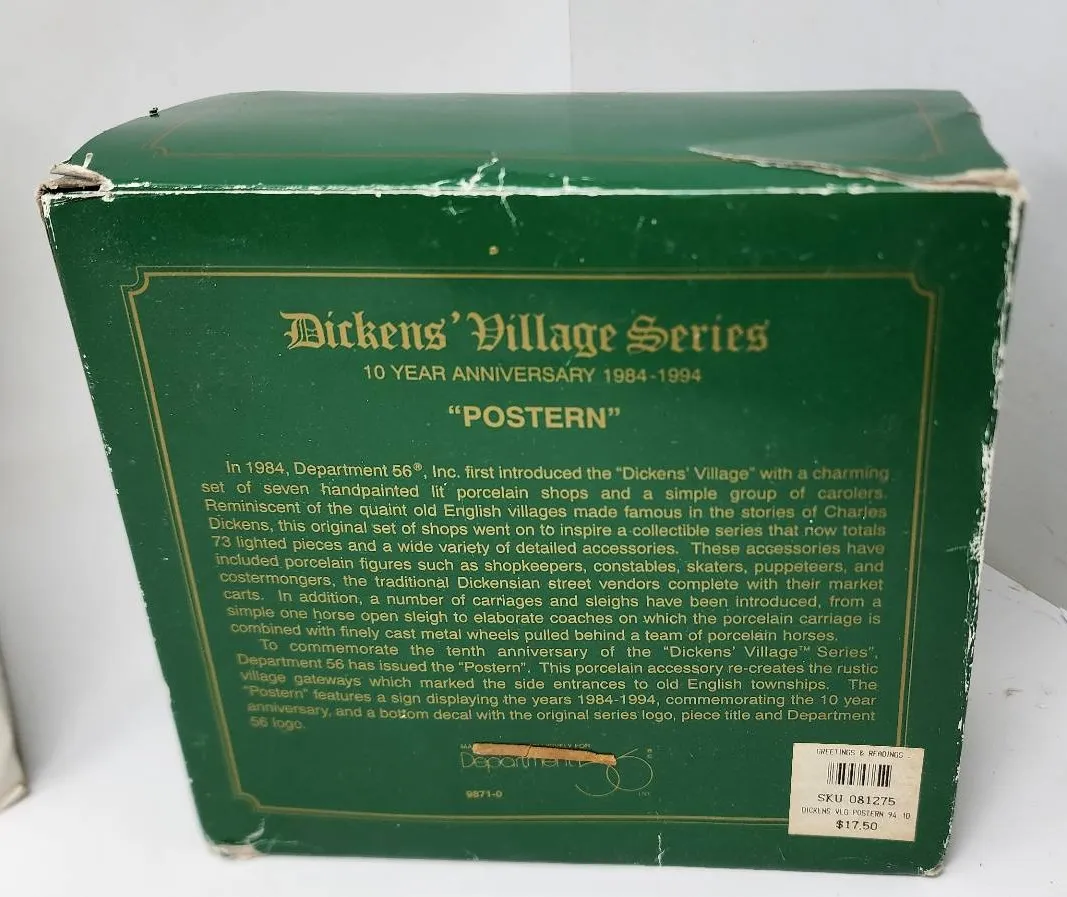 Dickens' Village Series
10 YEAR ANNIVERSARY 1984-1994
"POSTERN"
In 1984, Department 56®, Inc. first introduced the "Dickens' Village" with a charming
set of seven handpainted lit porcelain shops and a simple group of carolers.
Reminiscent of the quaint old English villages made famous in the stories of Charles
Dickens, this original set of shops went on to inspire a collectible series that now totals
73 lighted pieces and a wide variety of detailed accessories. These accessories have
included porcelain figures such as shopkeepers, constables, skaters, puppeteers, and
costermongers, the traditional Dickensian street vendors complete with their market
carts. In addition, a number of carriages and sleighs have been introduced, from a
simple one horse open sleigh to elaborate coaches on which the porcelain carriage is
combined with finely cast metal wheels pulled behind a team of porcelain horses.
To commemorate the tenth anniversary of the "Dickens' Village™ Series",
Department 56 has issued the "Postern". This porcelain accessory re-creates the rustic
village gateways which marked the side entrances to old English townships. The
"Postern" features a sign displaying the years 1984-1994, commemorating the 10 year
anniversary, and a bottom decal with the original series logo, piece title and Department
56 logo.
FOR
Department 56
9871-0
GREETINGS & READINGS
SKU 081275
DICKENS VLG POSTERN 94 10
$17.50